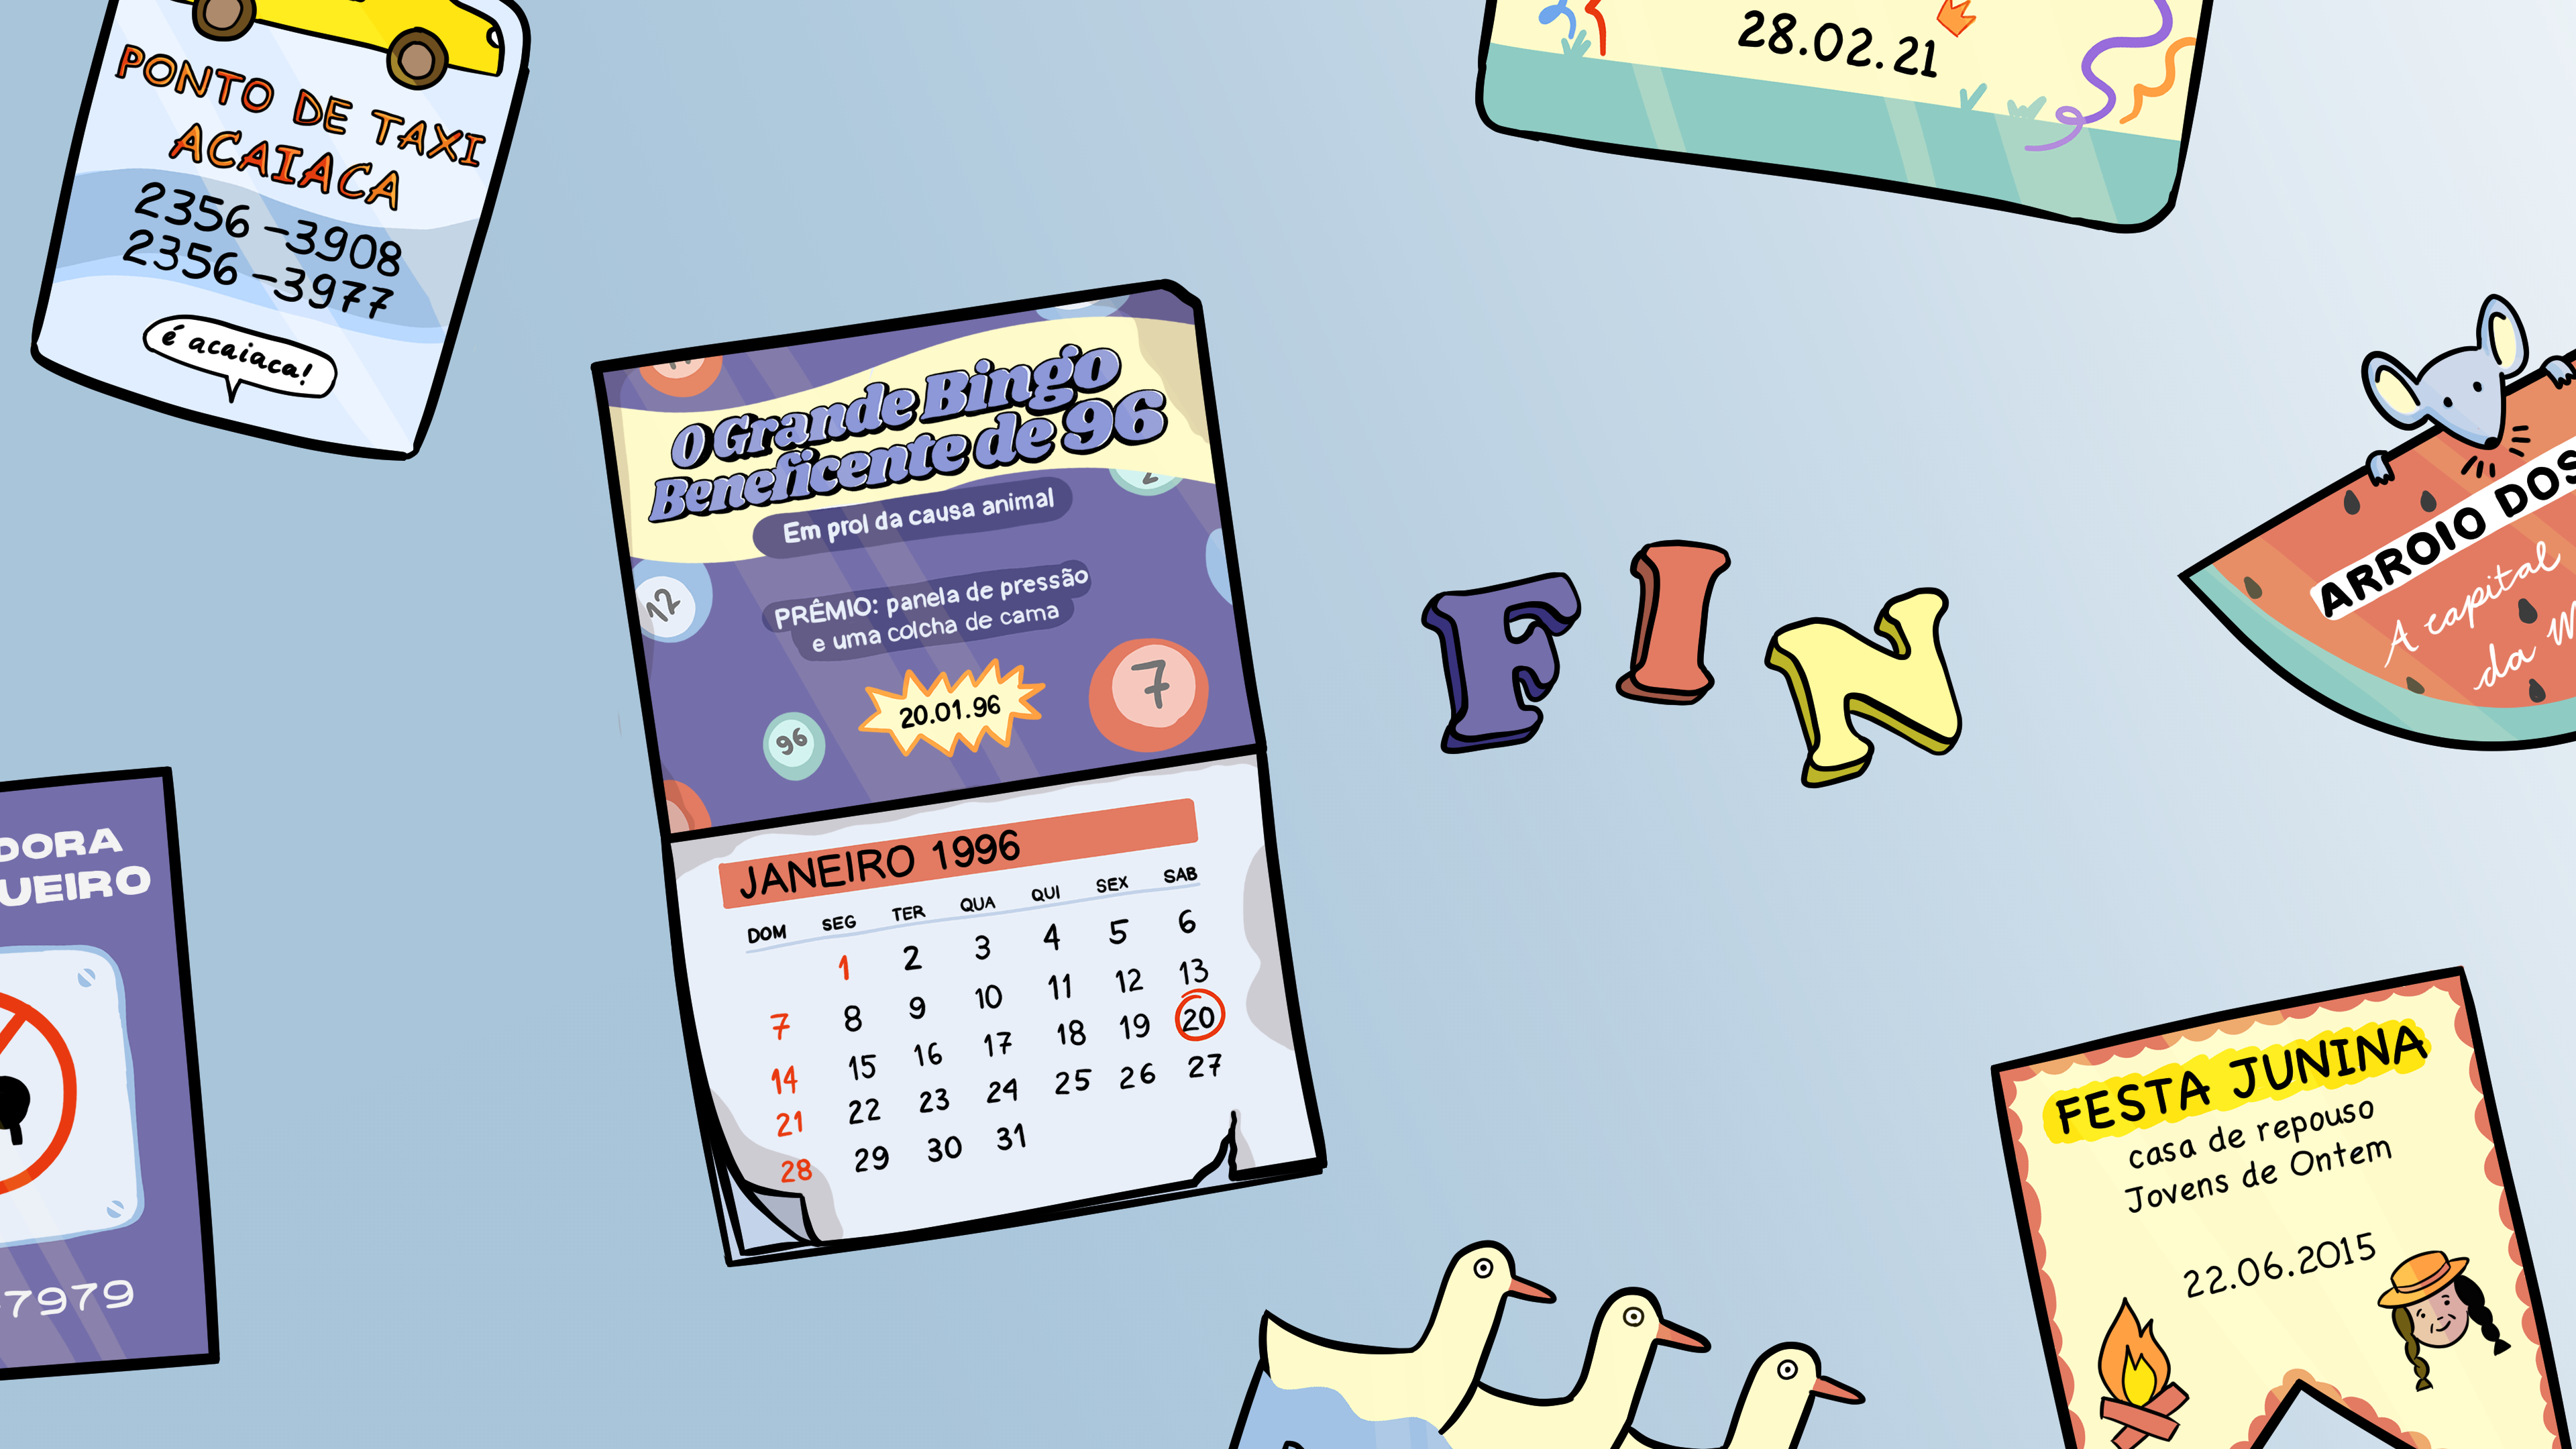 PONTO DE TAXI
ACAIACA
2356-3908
2356-3977
é acaiaca!
28.02.21
O Grande Bingo
Beneficente de 96
Em prol da causa animal
PRÊMIO: panela de pressão
e uma colcha de cama
20.01.96
12
2
7
96
JANEIRO 1996
DOM SEG TER QUA QUI SEX SAB
1 2 3 4 5 6
7 8 9 10 11 12 13
14 15 16 17 18 19 20
21 22 23 24 25 26 27
28 29 30 31
FIN
ARROIO DOS
A capital
da
DORA
UEIRO
7979
FESTA JUNINA
casa de repouso
Jovens de Ontem
22.06.2015